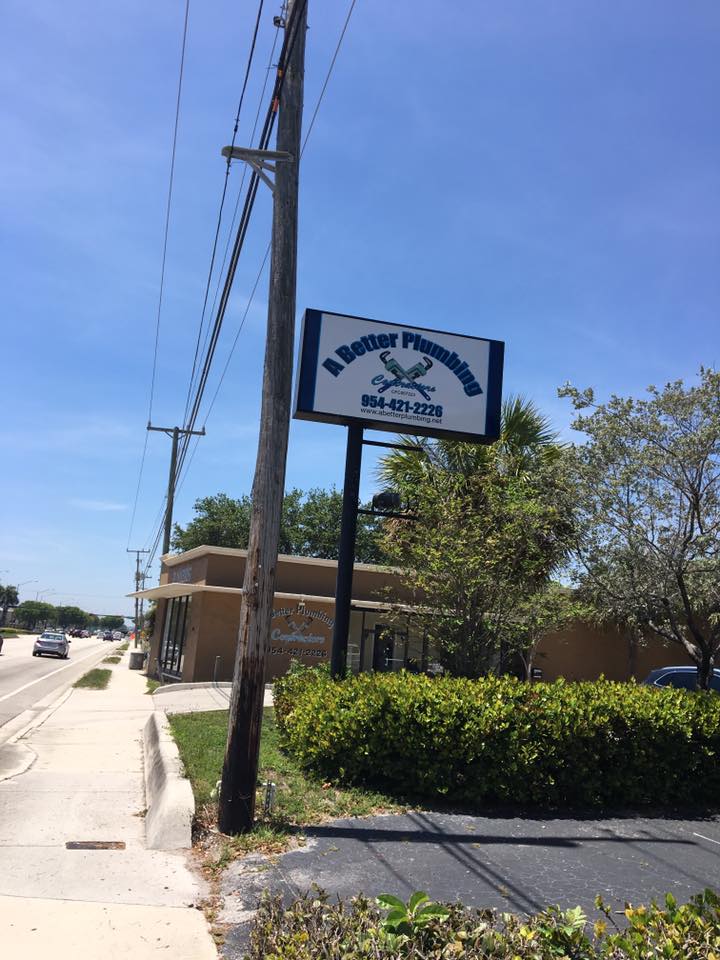 A Better Plumbing
Contractors
954-421-2226
www.abetterplumbing.net
Better Plumbing
Contractors
954-421-2226